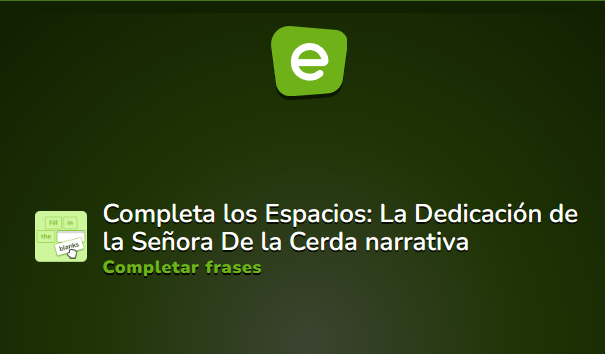 e
Fill in
the
blanks
Completa los Espacios: La Dedicación de
la Señora De la Cerda narrativa
Completar frases